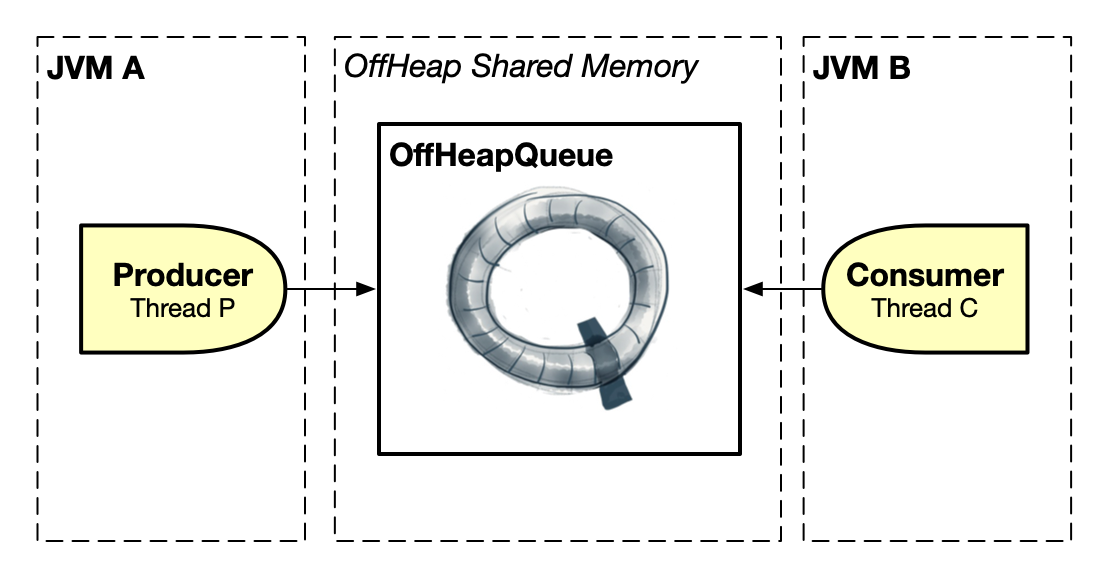 JVM A
OffHeap Shared Memory
JVM B
OffHeapQueue
Producer
Thread P
Consumer
Thread C